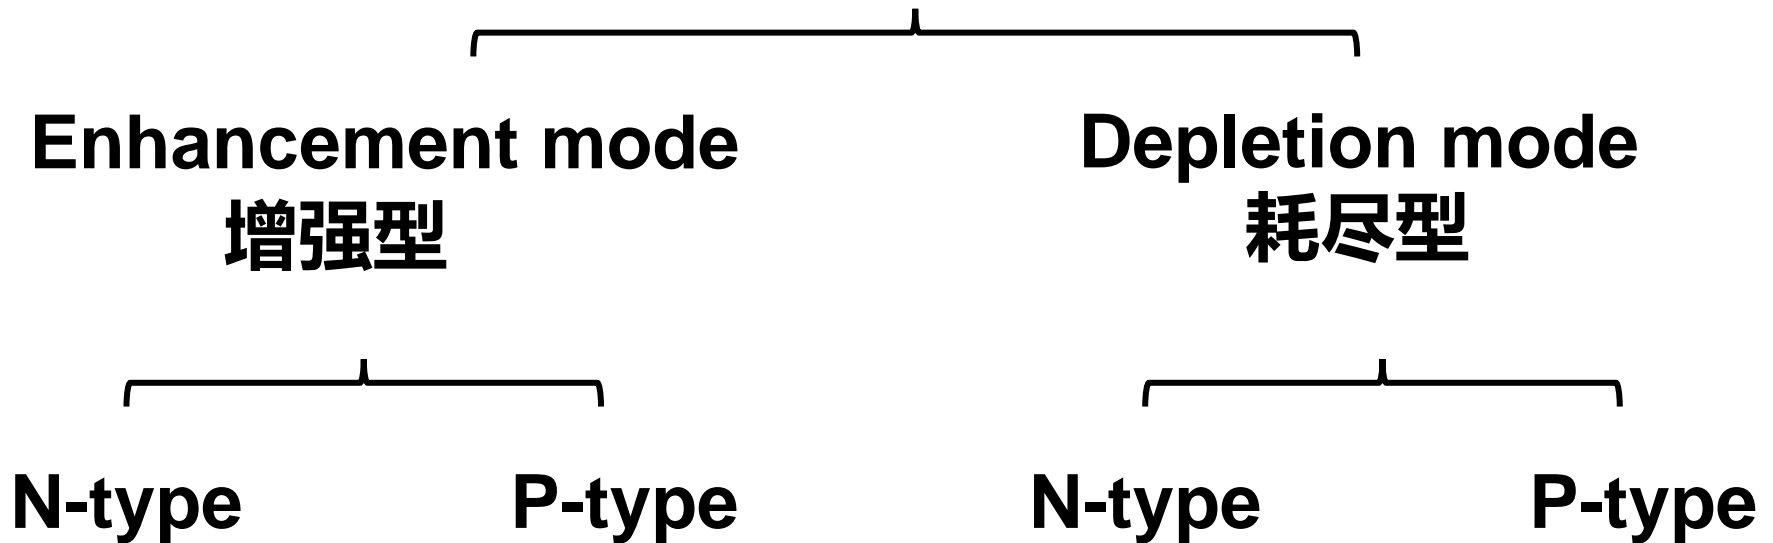 Enhancement mode
增强型
Depletion mode
耗尽型
N-type
P-type
N-type
P-type